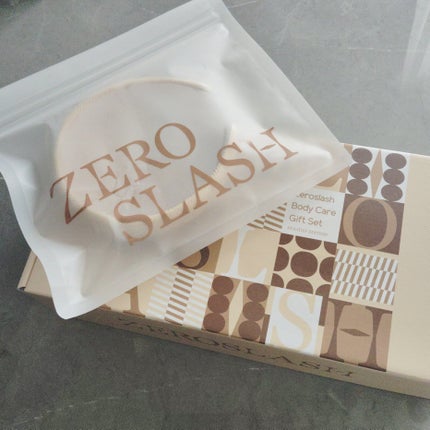 ZERO
SLASH
Zeroslash
Body Care
Gift Set
ZEROSLASH